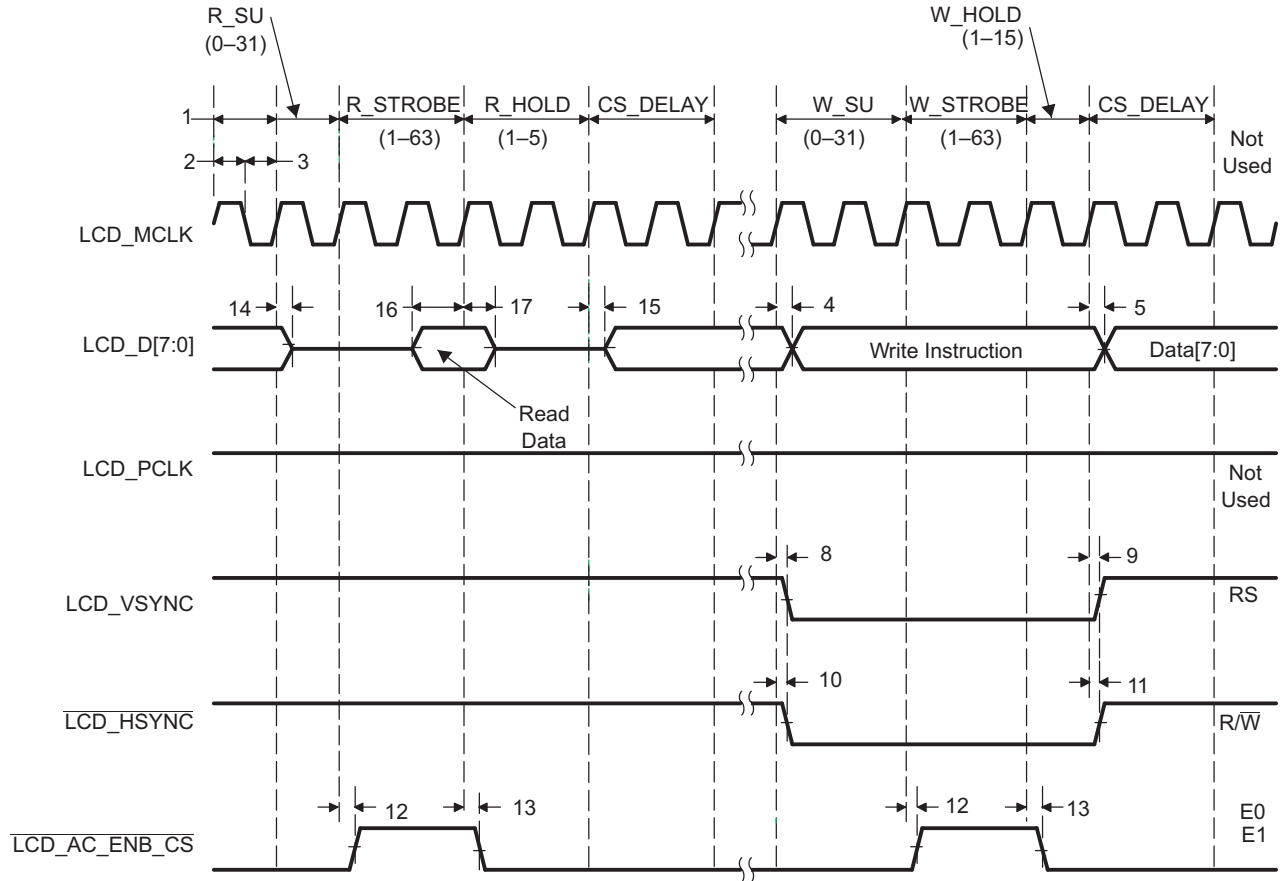 R_SU
(0–31)
W_HOLD
(1–15)
1
R_STROBE
(1–63)
R_HOLD
(1–5)
CS_DELAY
W_SU
(0–31)
W_STROBE
(1–63)
CS_DELAY
Not
Used
2
3
LCD_MCLK
14
16
17
15
4
5
LCD_D[7:0]
Write Instruction
Data[7:0]
Read
Data
LCD_PCLK
Not
Used
8
9
LCD_VSYNC
RS
10
11
LCD_HSYNC
R/W
12
13
12
13
E0
E1
LCD_AC_ENB_CS